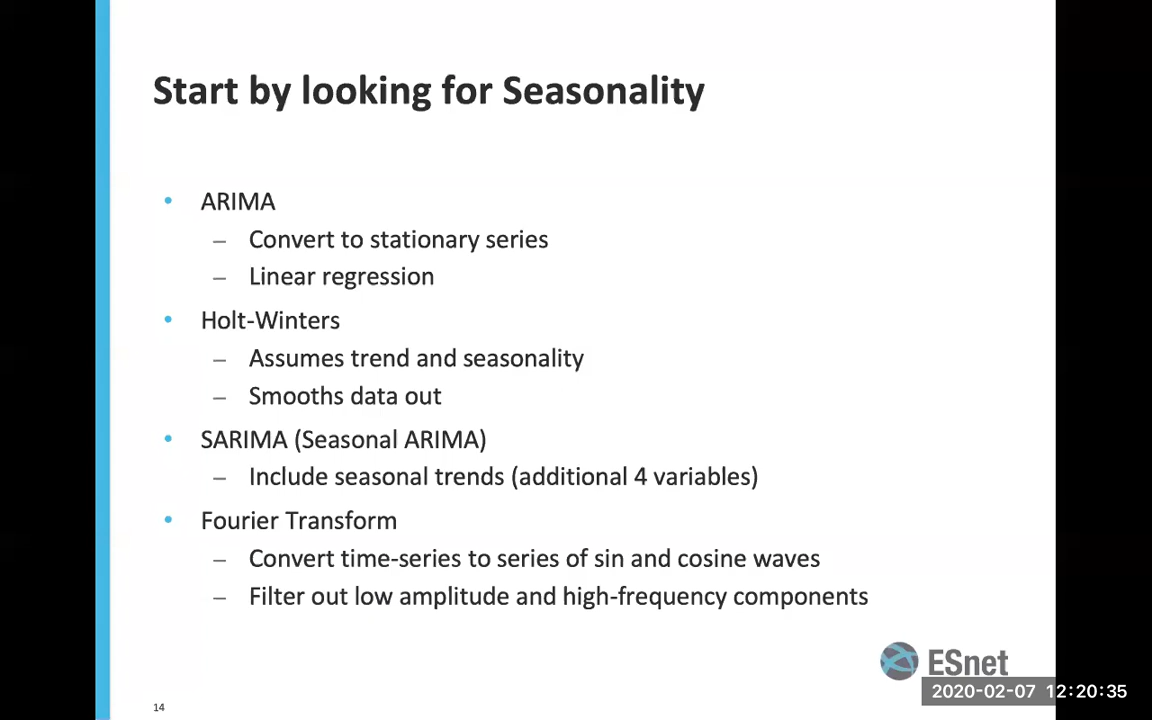 Start by looking for Seasonality
• ARIMA
– Convert to stationary series
– Linear regression
• Holt-Winters
– Assumes trend and seasonality
– Smooths data out
• SARIMA (Seasonal ARIMA)
– Include seasonal trends (additional 4 variables)
• Fourier Transform
– Convert time-series to series of sin and cosine waves
– Filter out low amplitude and high-frequency components
ESnet
2020-02-07 12:20:35
14